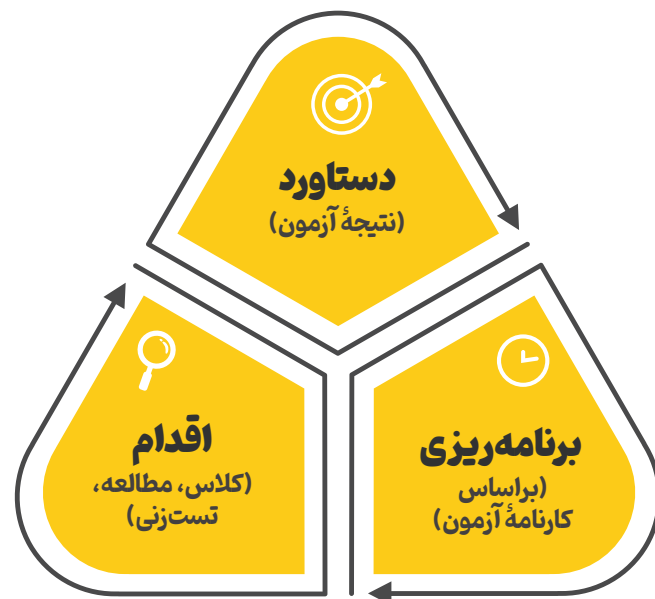 دستاورد
(نتیجهٔ آزمون)
برنامه‌ریزی
(براساس
کارنامهٔ آزمون)
اقدام
(کلاس، مطالعه،
تست‌زنی)